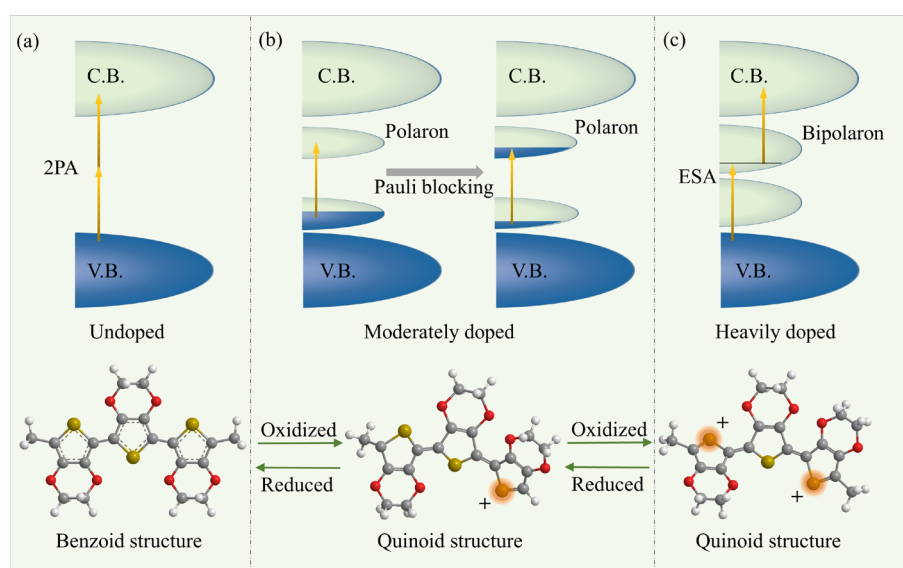 (a)
C.B.
2PA
V.B.
Undoped
(b)
C.B.
Polaron
V.B.
Pauli blocking
C.B.
Polaron
V.B.
Moderately doped
(c)
C.B.
Bipolaron
ESA
V.B.
Heavily doped
Benzoid structure
Oxidized
Reduced
+
Quinoid structure
Oxidized
Reduced
+
+
Quinoid structure